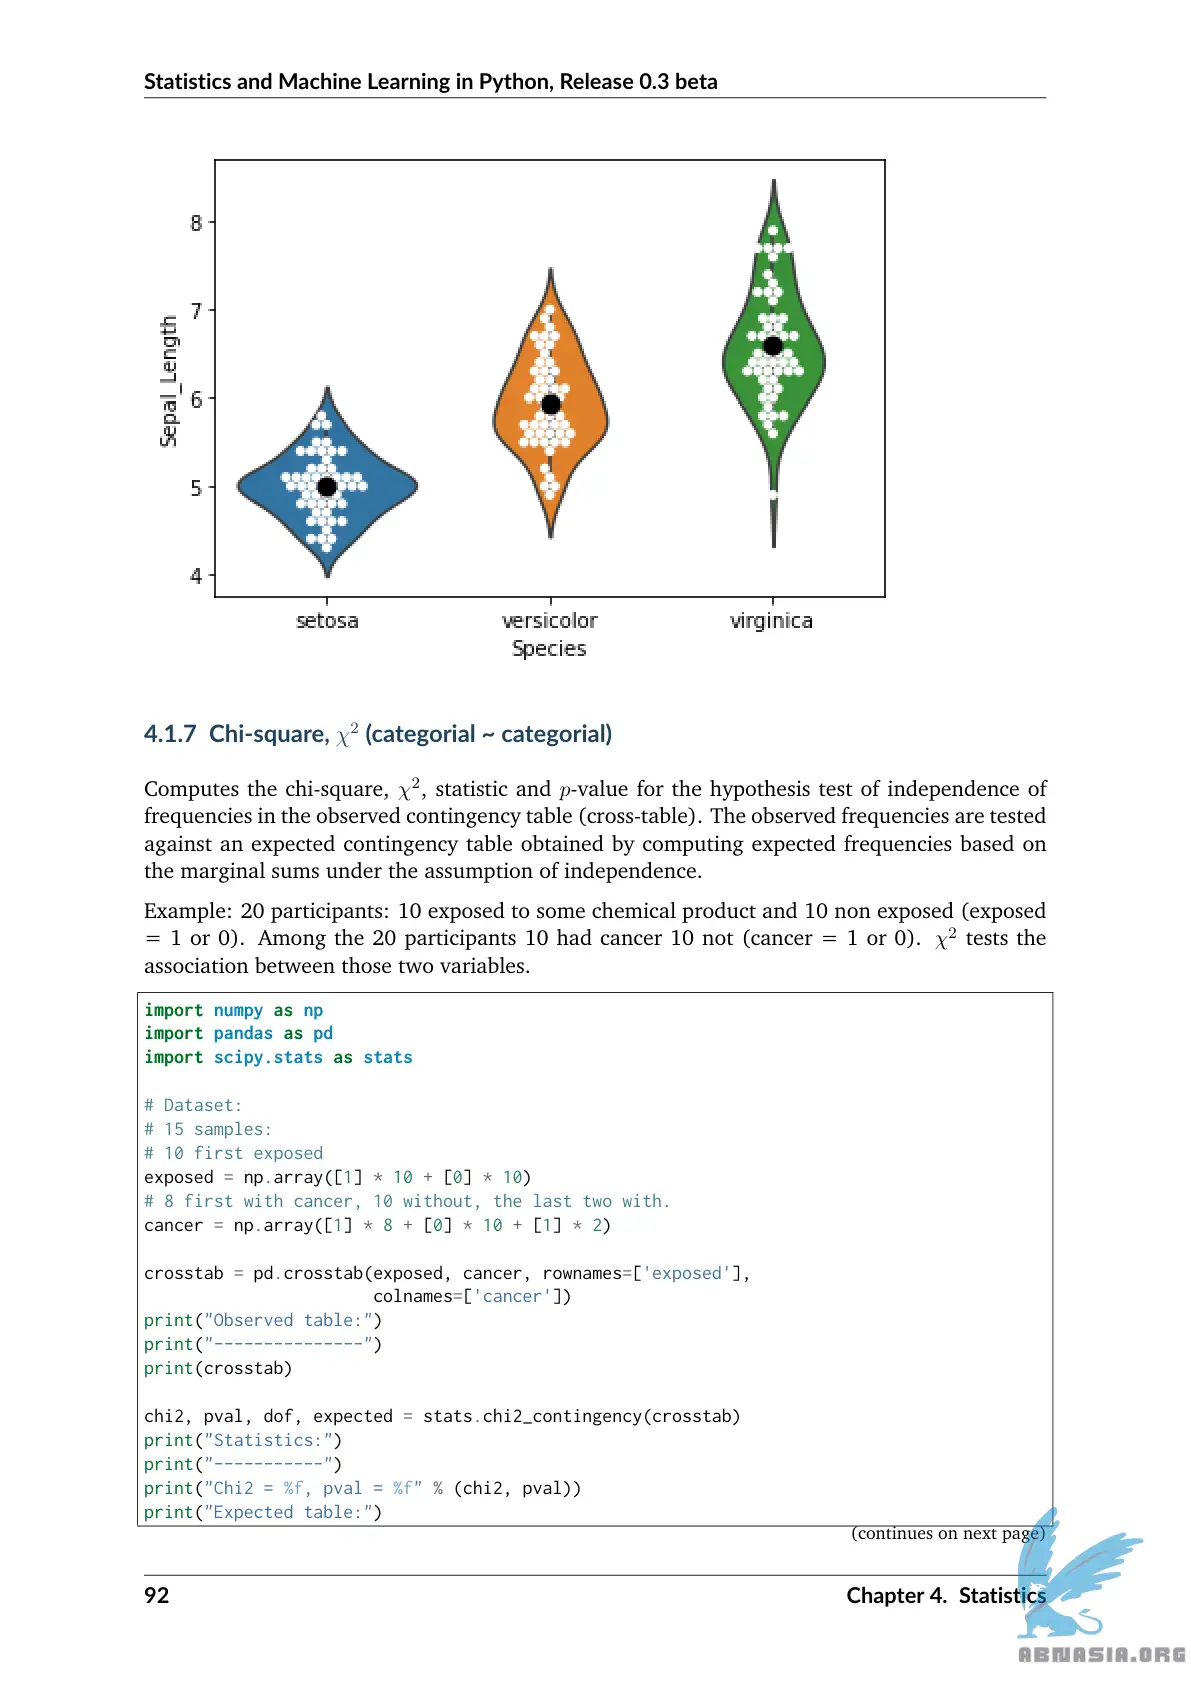 Statistics and Machine Learning in Python, Release 0.3 beta
8
7
6
5
4
Sepal_Length
setosa
versicolor
virginica
Species
4.1.7 Chi-square, χ² (categorial ~ categorial)
Computes the chi-square, χ², statistic and p-value for the hypothesis test of independence of
frequencies in the observed contingency table (cross-table). The observed frequencies are tested
against an expected contingency table obtained by computing expected frequencies based on
the marginal sums under the assumption of independence.
Example: 20 participants: 10 exposed to some chemical product and 10 non exposed (exposed
= 1 or 0). Among the 20 participants 10 had cancer 10 not (cancer = 1 or 0). χ² tests the
association between those two variables.
import numpy as np
import pandas as pd
import scipy.stats as stats
# Dataset:
# 15 samples:
# 10 first exposed
exposed = np.array([1] * 10 + [0] * 10)
# 8 first with cancer, 10 without, the last two with.
cancer = np.array([1] * 8 + [0] * 10 + [1] * 2)
crosstab = pd.crosstab(exposed, cancer, rownames=['exposed'],
colnames=['cancer'])
print("Observed table:")
print("---------------")
print(crosstab)
chi2, pval, dof, expected = stats.chi2_contingency(crosstab)
print("Statistics:")
print("-----------")
print("Chi2 = %f, pval = %f" % (chi2, pval))
print("Expected table:")
(continues on next page)
92
Chapter 4. Statistics
ABNASIA.ORG